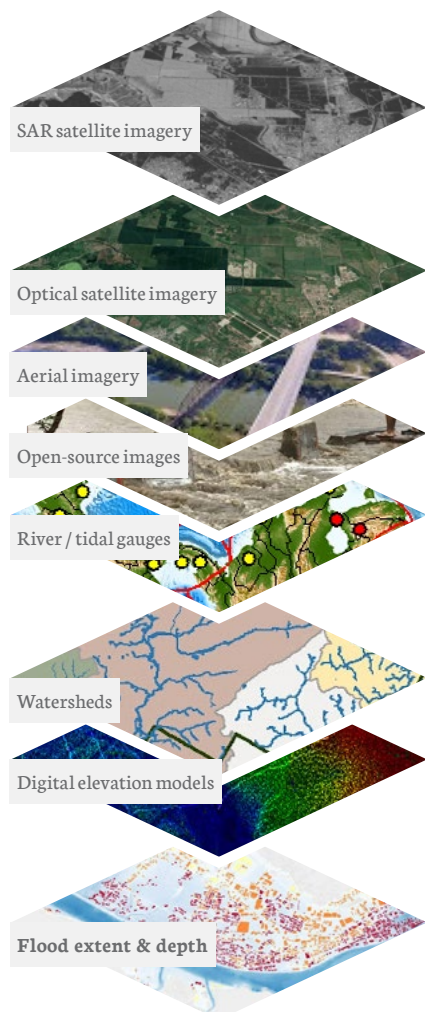 SAR satellite imagery
Optical satellite imagery
Aerial imagery
Open-source images
River / tidal gauges
Watersheds
Digital elevation models
Flood extent & depth